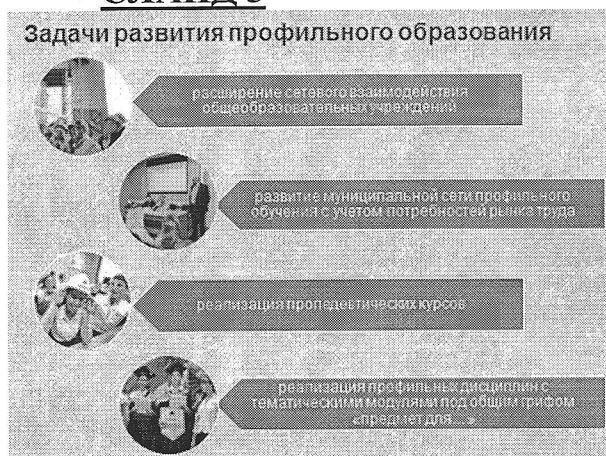 СЛАЙД
Задачи развития профильного образования
расширение сетевого взаимодействия
общеобразовательных учреждений
развитие муниципальной сети профильного
обучения с учетом потребностей рынка труда
реализация пропедевтических курсов
реализация профильных дисциплин с
тематическими модулями под общим грифом
«предмет для...»